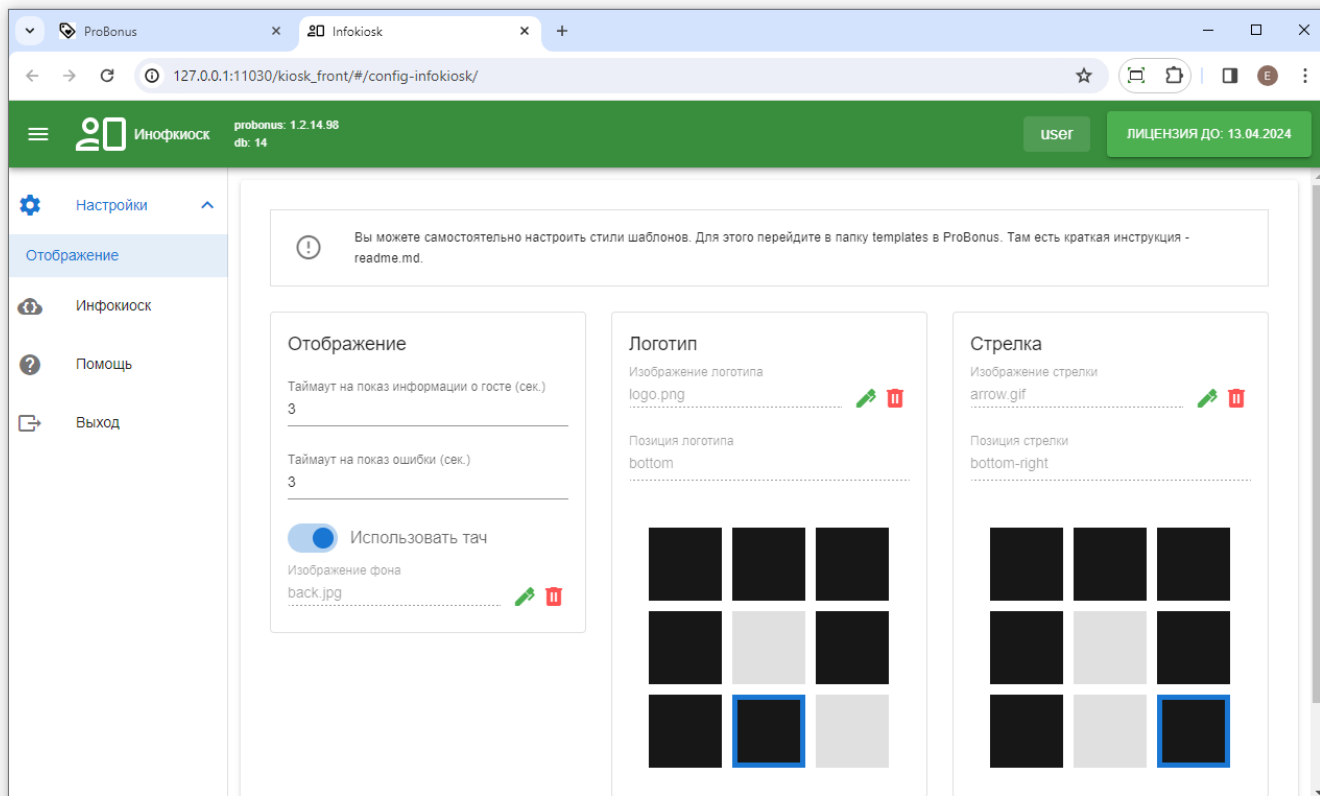 ProBonus
Infokiosk
127.0.0.1:11030/kiosk_front/#/config-infokiosk/
E
Инофкиоск
probonus: 1.2.14.98
db: 14
user
ЛИЦЕНЗИЯ ДО: 13.04.2024
Настройки
Отображение
Инфокиоск
Помощь
Выход
Вы можете самостоятельно настроить стили шаблонов. Для этого перейдите в папку templates в ProBonus. Там есть краткая инструкция -
readme.md.
Отображение
Таймаут на показ информации о госте (сек.)
3
Таймаут на показ ошибки (сек.)
3
Использовать тач
Изображение фона
back.jpg
Логотип
Изображение логотипа
logo.png
Позиция логотипа
bottom
Стрелка
Изображение стрелки
arrow.gif
Позиция стрелки
bottom-right